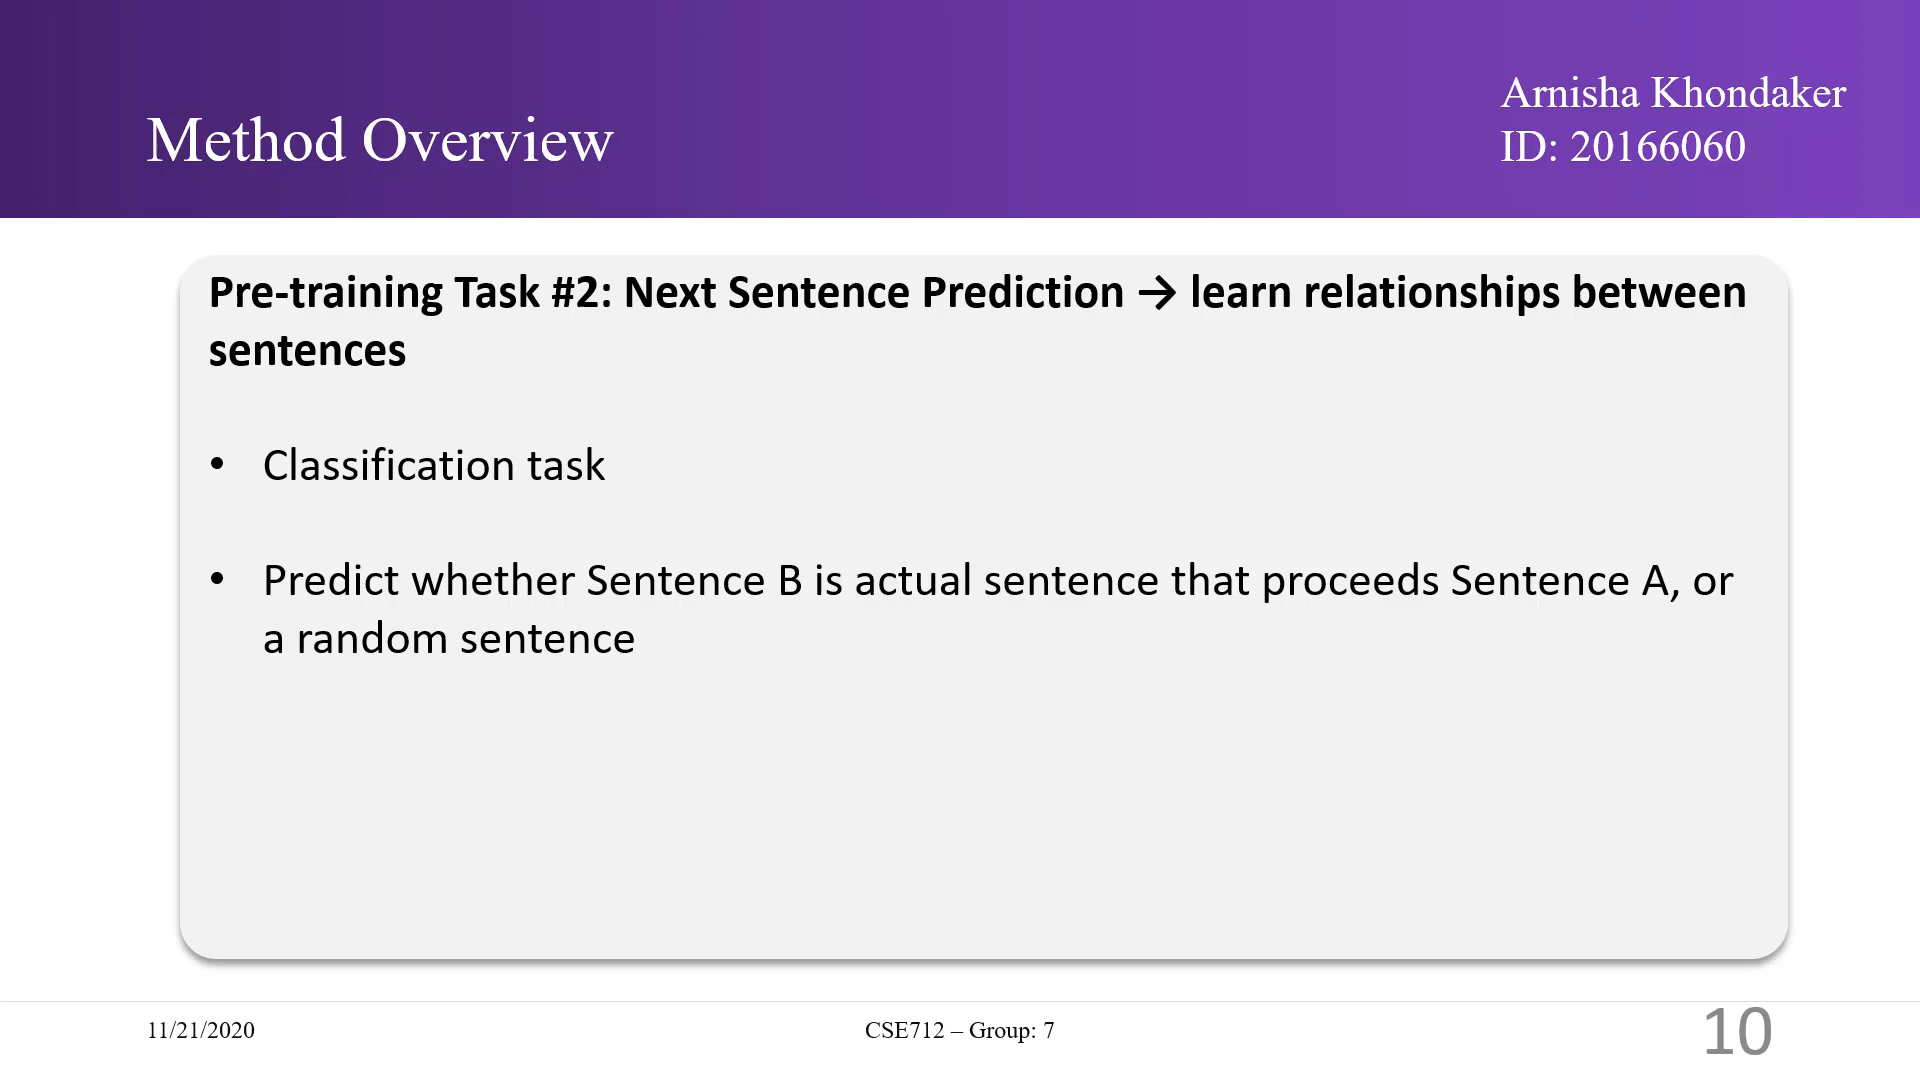 Method Overview
Arnisha Khondaker
ID: 20166060
Pre-training Task #2: Next Sentence Prediction → learn relationships between
sentences
• Classification task
• Predict whether Sentence B is actual sentence that proceeds Sentence A, or
a random sentence
11/21/2020
CSE712 – Group: 7
10